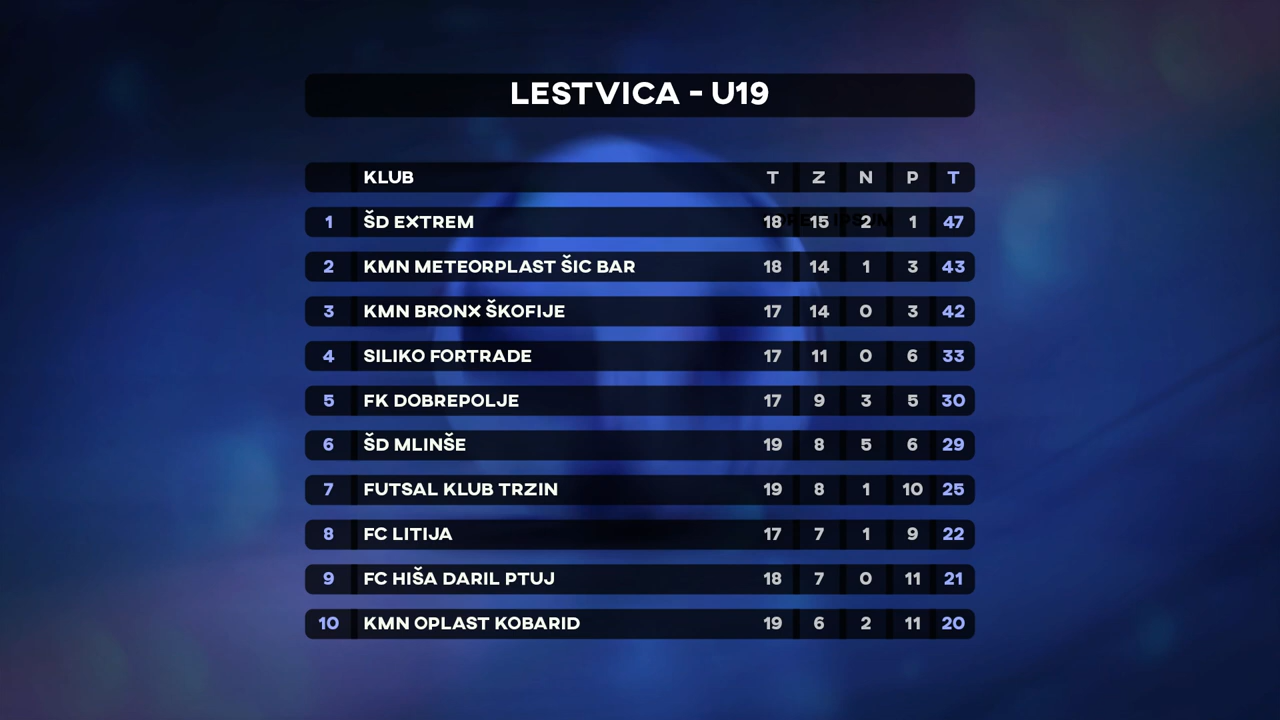 LESTVICA - U19
KLUB T Z N P T
1 ŠD EXTREM 18 15 2 1 47
2 KMN METEORPLAST ŠIC BAR 18 14 1 3 43
3 KMN BRONX ŠKOFIJE 17 14 0 3 42
4 SILIKO FORTRADE 17 11 0 6 33
5 FK DOBREPOLJE 17 9 3 5 30
6 ŠD MLINŠE 19 8 5 6 29
7 FUTSAL KLUB TRZIN 19 8 1 10 25
8 FC LITIJA 17 7 1 9 22
9 FC HIŠA DARIL PTUJ 18 7 0 11 21
10 KMN OPLAST KOBARID 19 6 2 11 20